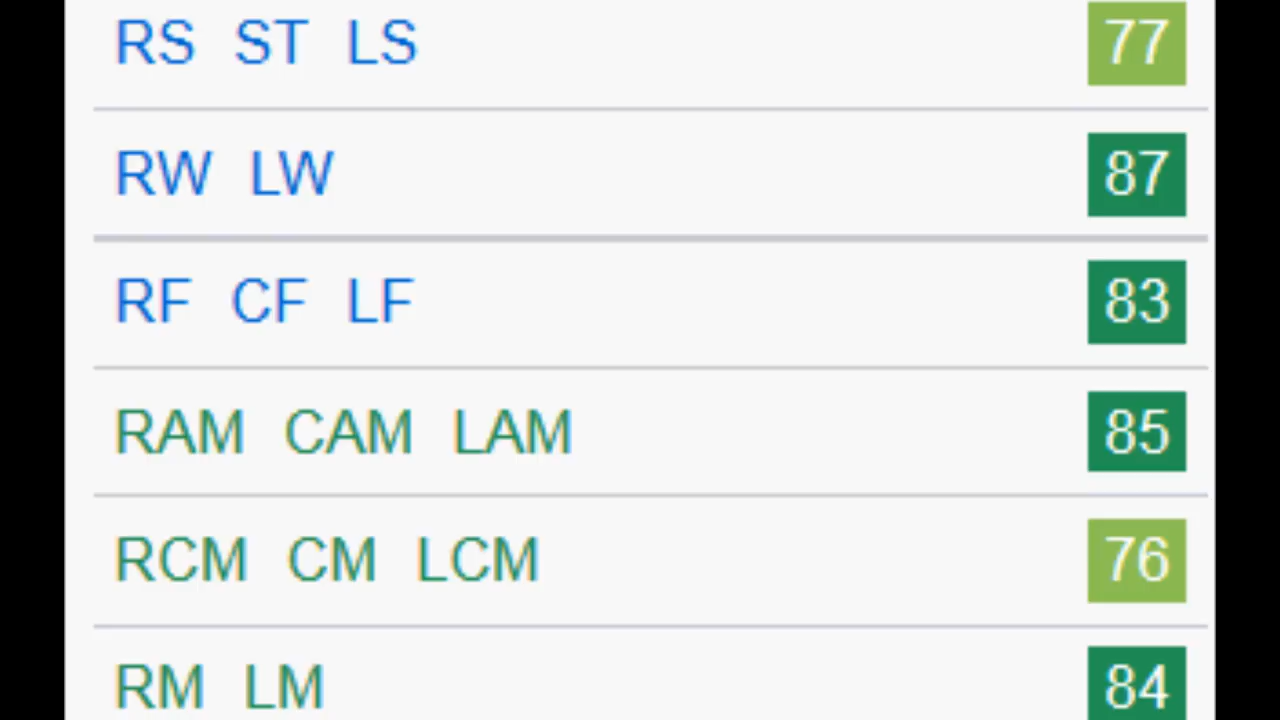 RS ST LS 77
RW LW 87
RF CF LF 83
RAM CAM LAM 85
RCM CM LCM 76
RM LM 84